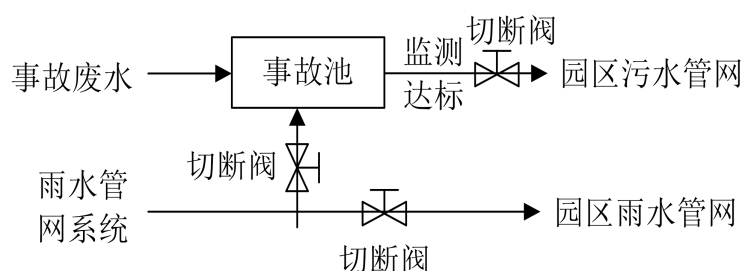 切断阀
监测
事故废水
事故池
达标
园区污水管网
切断阀
雨水管
网系统
园区雨水管网
切断阀